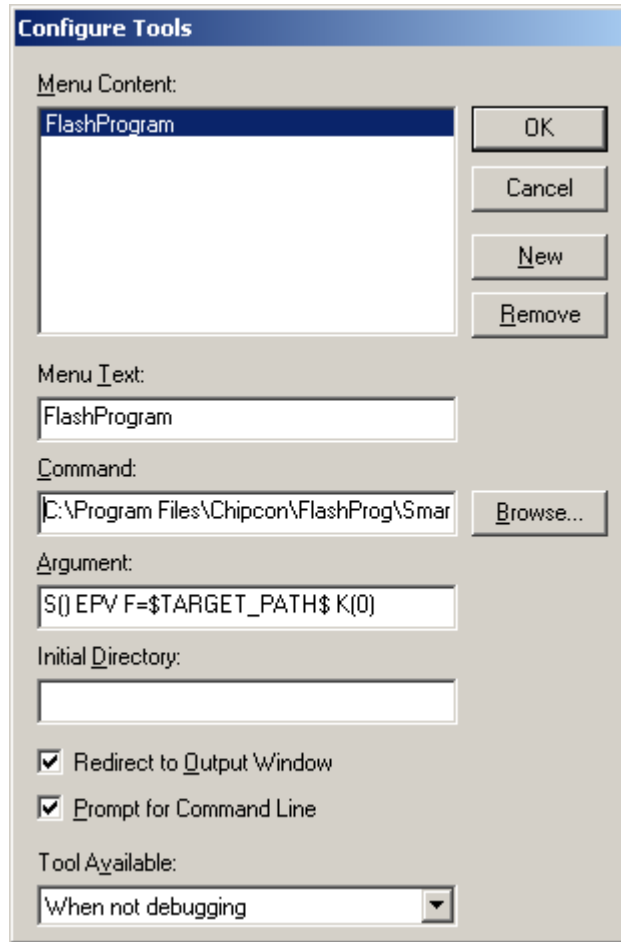 Configure Tools
Menu Content:
FlashProgram
OK
Cancel
New
Remove
Menu Text:
FlashProgram
Command:
C:\Program Files\Chipcon\FlashProg\Smar
Browse...
Argument:
S() EPV F=$TARGET_PATH$ K(0)
Initial Directory:
Redirect to Output Window
Prompt for Command Line
Tool Available:
When not debugging